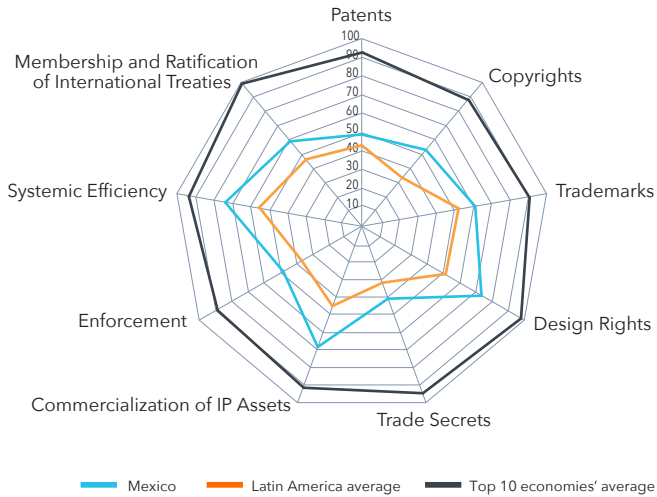 Patents
100
90
80
70
60
50
40
30
20
10
Membership and Ratification
of International Treaties
Copyrights
Systemic Efficiency
Trademarks
Enforcement
Design Rights
Commercialization of IP Assets
Trade Secrets
Mexico
Latin America average
Top 10 economies’ average